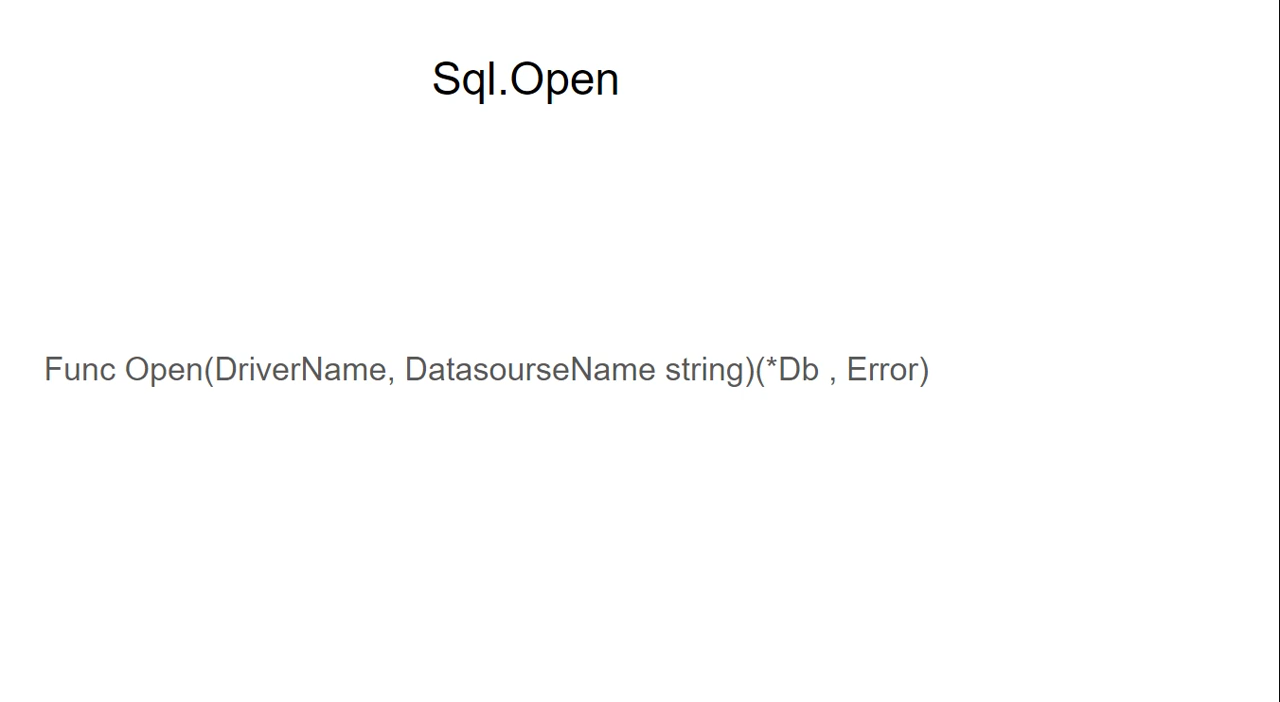 Sql.Open
Func Open(DriverName, DatasourseName string)(*Db , Error)